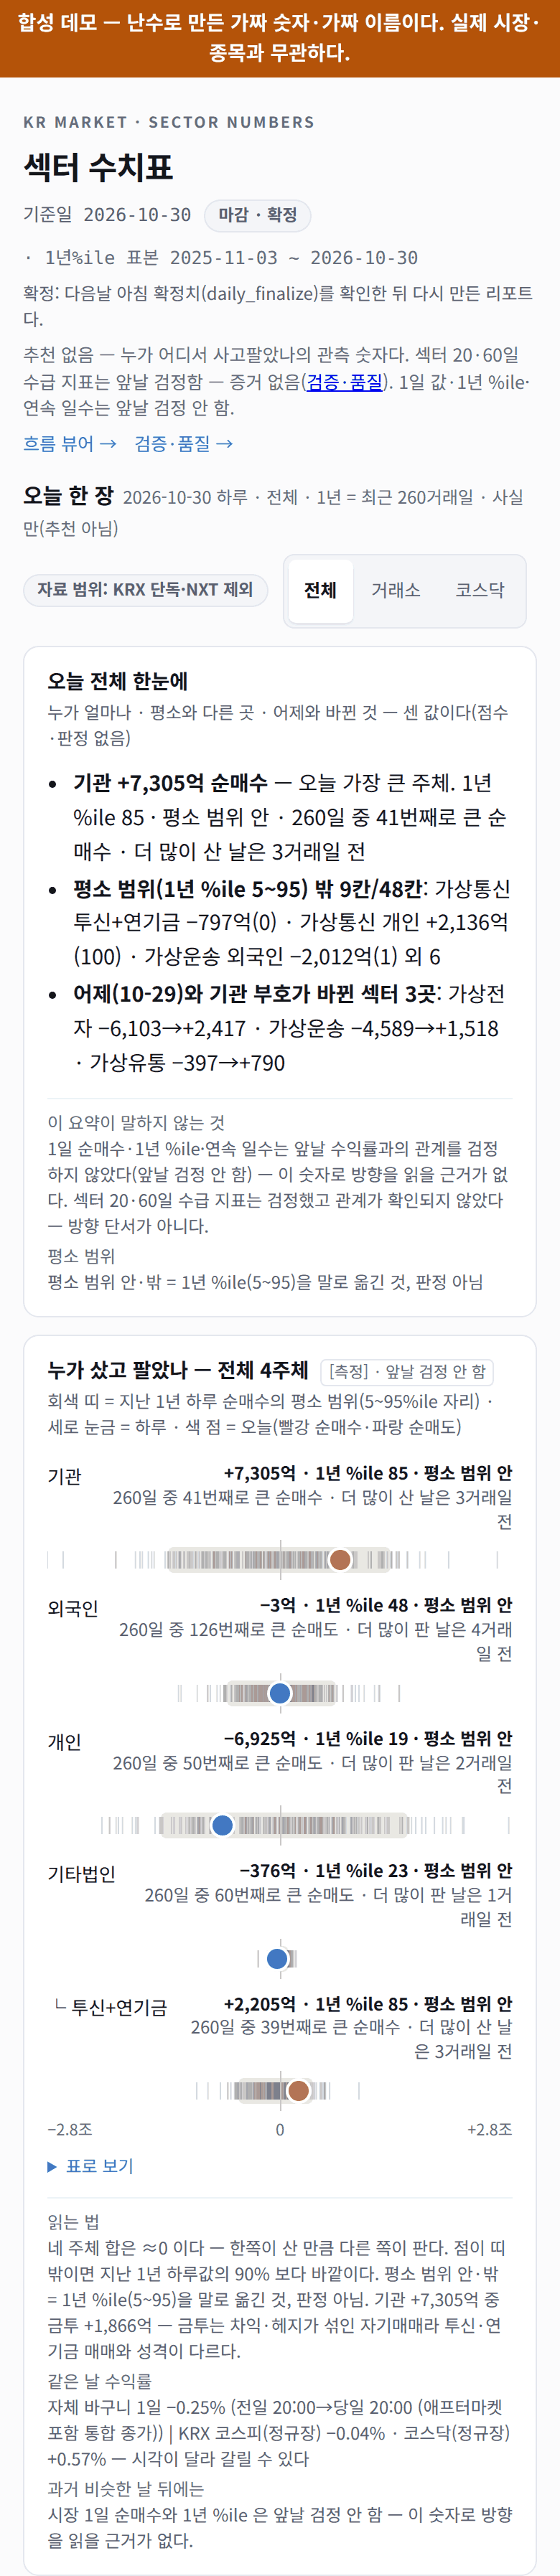 합성 데모 — 난수로 만든 가짜 숫자·가짜 이름이다. 실제 시장·
종목과 무관하다.
KR MARKET · SECTOR NUMBERS
섹터 수치표
기준일 2026-10-30 마감 · 확정
· 1년%ile 표본 2025-11-03 ~ 2026-10-30
확정: 다음날 아침 확정치(daily_finalize)를 확인한 뒤 다시 만든 리포트
다.
추천 없음 — 누가 어디서 사고팔았나의 관측 숫자다. 섹터 20·60일
수급 지표는 앞날 검정함 — 증거 없음(검증·품질). 1일 값·1년 %ile·
연속 일수는 앞날 검정 안 함.
흐름 뷰어 → 검증·품질 →
오늘 한 장 2026-10-30 하루 · 전체 · 1년 = 최근 260거래일 · 사실
만(추천 아님)
자료 범위: KRX 단독·NXT 제외 전체 거래소 코스닥
오늘 전체 한눈에
누가 얼마나 · 평소와 다른 곳 · 어제와 바뀐 것 — 센 값이다(점수
·판정 없음)
• 기관 +7,305억 순매수 — 오늘 가장 큰 주체. 1년
%ile 85 · 평소 범위 안 · 260일 중 41번째로 큰 순
매수 · 더 많이 산 날은 3거래일 전
• 평소 범위(1년 %ile 5~95) 밖 9칸/48칸: 가상통신
투신+연기금 −797억(0) · 가상통신 개인 +2,136억
(100) · 가상운송 외국인 −2,012억(1) 외 6
• 어제(10-29)와 기관 부호가 바뀐 섹터 3곳: 가상전
자 −6,103→+2,417 · 가상운송 −4,589→+1,518
· 가상유통 −397→+790
이 요약이 말하지 않는 것
1일 순매수·1년 %ile·연속 일수는 앞날 수익률과의 관계를 검정
하지 않았다(앞날 검정 안 함) — 이 숫자로 방향을 읽을 근거가 없
다. 섹터 20·60일 수급 지표는 검정했고 관계가 확인되지 않았다
— 방향 단서가 아니다.
평소 범위
평소 범위 안·밖 = 1년 %ile(5~95)을 말로 옮긴 것, 판정 아님
누가 샀고 팔았나 — 전체 4주체 [측정] · 앞날 검정 안 함
회색 띠 = 지난 1년 하루 순매수의 평소 범위(5~95%ile 자리) ·
세로 눈금 = 하루 · 색 점 = 오늘(빨강 순매수·파랑 순매도)
기관 +7,305억 · 1년 %ile 85 · 평소 범위 안
260일 중 41번째로 큰 순매수 · 더 많이 산 날은 3거래일
전
외국인 −3억 · 1년 %ile 48 · 평소 범위 안
260일 중 126번째로 큰 순매도 · 더 많이 판 날은 4거래
일 전
개인 −6,925억 · 1년 %ile 19 · 평소 범위 안
260일 중 50번째로 큰 순매도 · 더 많이 판 날은 2거래일
전
기타법인 −376억 · 1년 %ile 23 · 평소 범위 안
260일 중 60번째로 큰 순매도 · 더 많이 판 날은 1거
래일 전
└ 투신+연기금 +2,205억 · 1년 %ile 85 · 평소 범위 안
260일 중 39번째로 큰 순매수 · 더 많이 산 날
은 3거래일 전
−2.8조 0 +2.8조
▶ 표로 보기
읽는 법
네 주체 합은 ≈0 이다 — 한쪽이 산 만큼 다른 쪽이 판다. 점이 띠
밖이면 지난 1년 하루값의 90% 보다 바깥이다. 평소 범위 안·밖
= 1년 %ile(5~95)을 말로 옮긴 것, 판정 아님. 기관 +7,305억 중
금투 +1,866억 — 금투는 차익·헤지가 섞인 자기매매라 투신·연
기금 매매와 성격이 다르다.
같은 날 수익률
자체 바구니 1일 −0.25% (전일 20:00→당일 20:00 (애프터마켓
포함 통합 종가)) | KRX 코스피(정규장) −0.04% · 코스닥(정규장)
+0.57% — 시각이 달라 갈릴 수 있다
과거 비슷한 날 뒤에는
시장 1일 순매수와 1년 %ile 은 앞날 검정 안 함 — 이 숫자로 방향
을 읽을 근거가 없다.